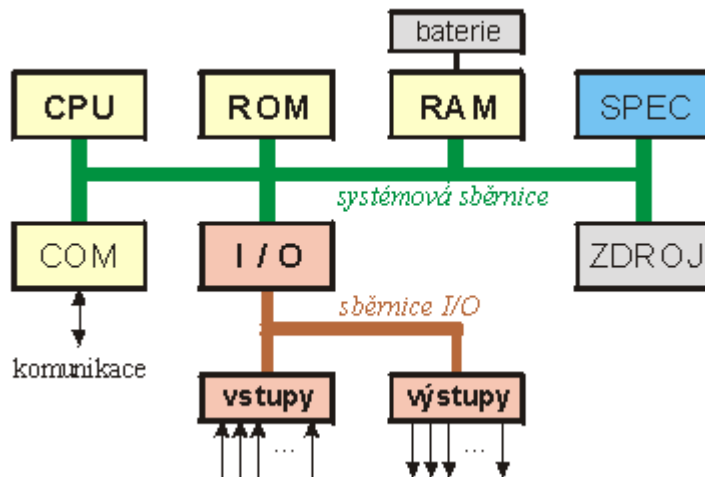 baterie
CPU
ROM
RAM
SPEC
systémová sběrnice
COM
I / O
ZDROJ
sběrnice I/O
komunikace
vstupy
výstupy
...
...